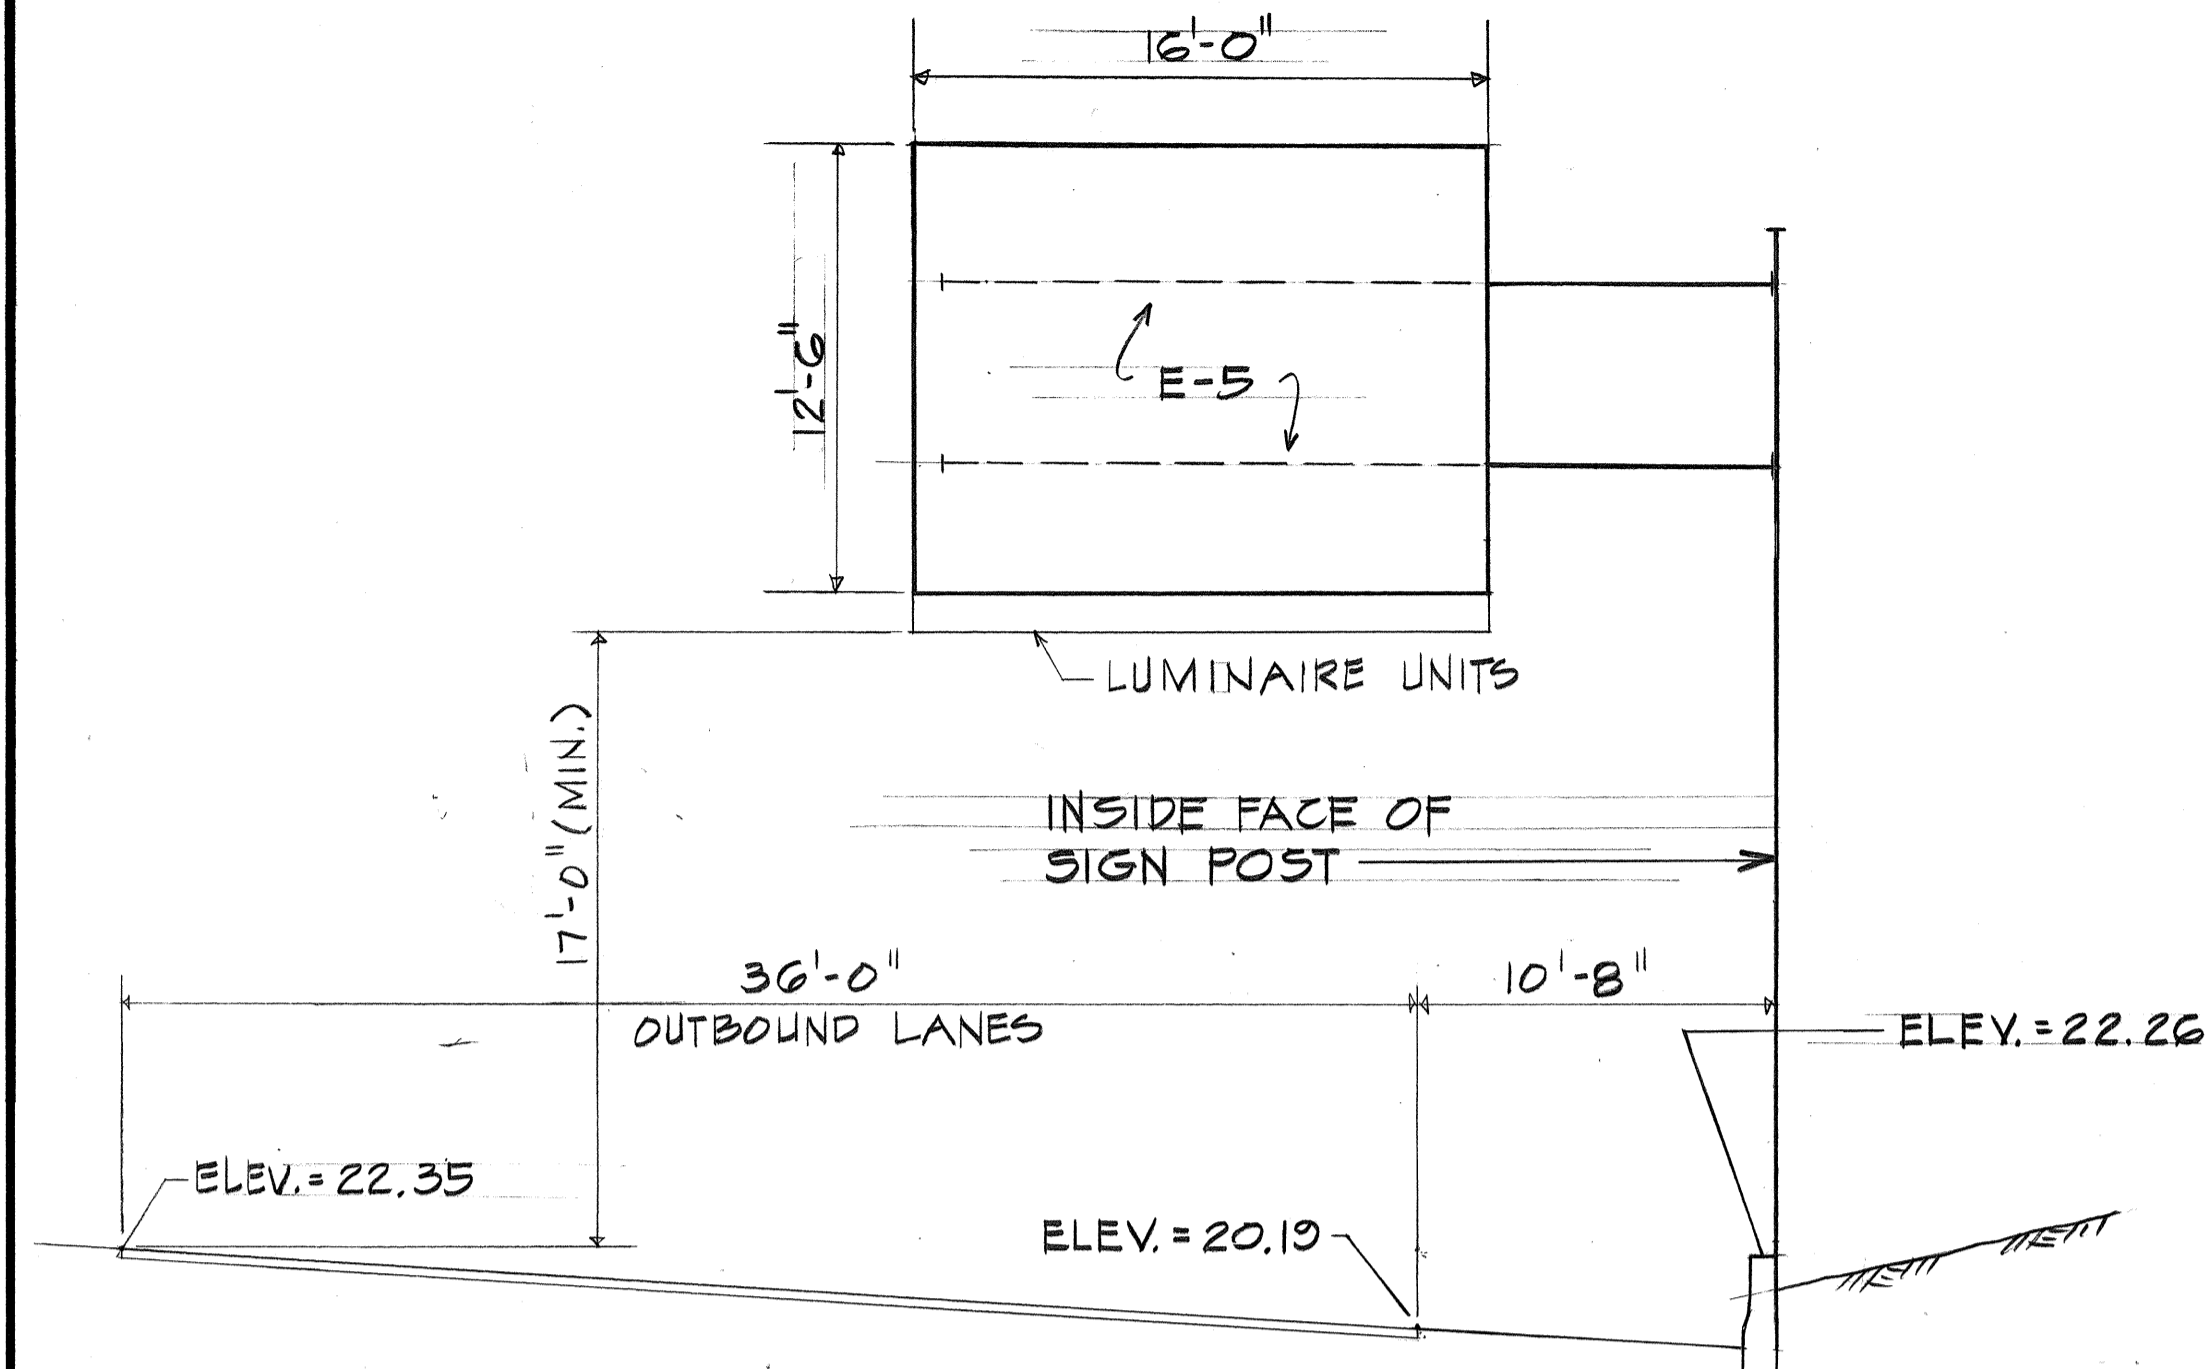 16'-0"
12'-6"
E-5
LUMINAIRE UNITS
17'-0" (MIN.)
INSIDE FACE OF
SIGN POST
36'-0"
10'-8"
OUTBOUND LANES
ELEV. = 22.26
ELEV. = 22.35
ELEV. = 20.19